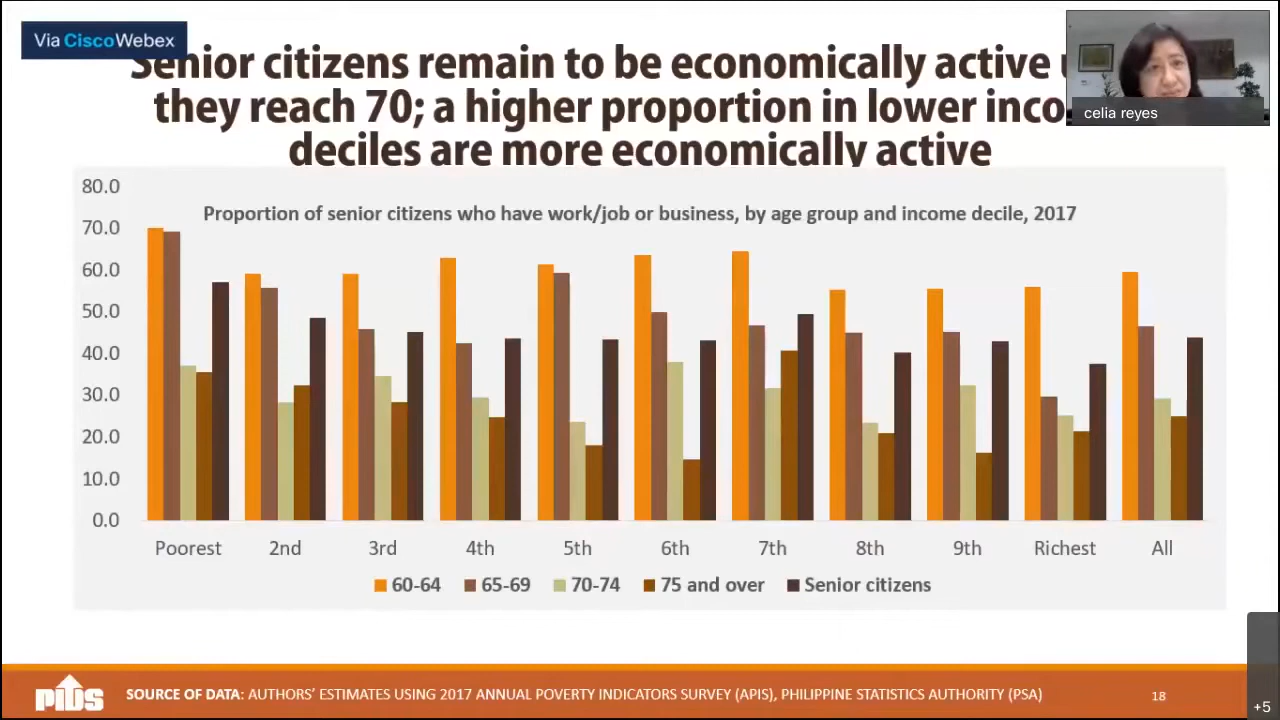 Via CiscoWebex
Senior citizens remain to be economically active
they reach 70; a higher proportion in lower
deciles are more economically active
celia reyes
Proportion of senior citizens who have work/job or business, by age group and income decile, 2017
80.0
70.0
60.0
50.0
40.0
30.0
20.0
10.0
0.0
Poorest 2nd 3rd 4th 5th 6th 7th 8th 9th Richest All
60-64 65-69 70-74 75 and over Senior citizens
PIDS
SOURCE OF DATA: AUTHORS' ESTIMATES USING 2017 ANNUAL POVERTY INDICATORS SURVEY (APIS), PHILIPPINE STATISTICS AUTHORITY (PSA)
18
+5